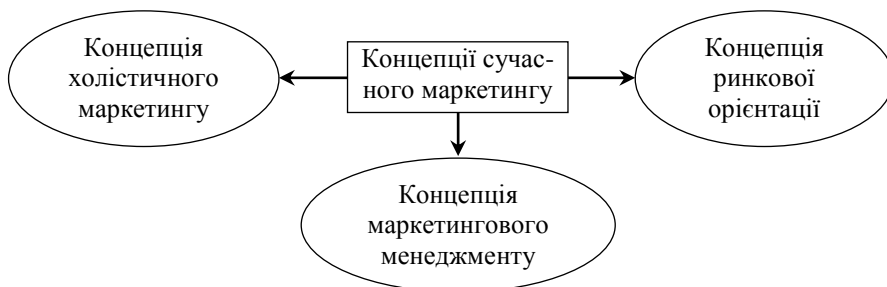 Концепція
холістичного
маркетингу
Концепції сучас-
ного маркетингу
Концепція
ринкової
орієнтації
Концепція
маркетингового
менеджменту